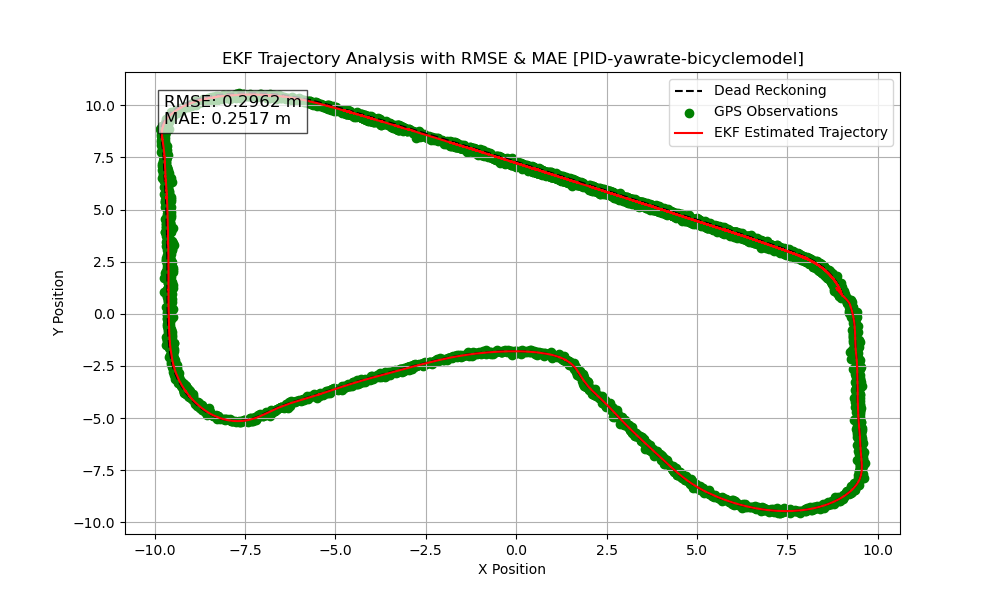 EKF Trajectory Analysis with RMSE & MAE [PID-yawrate-bicyclemodel]
RMSE: 0.2962 m
MAE: 0.2517 m
Dead Reckoning
GPS Observations
EKF Estimated Trajectory
Y Position
10.0
7.5
5.0
2.5
0.0
−2.5
−5.0
−7.5
−10.0
−10.0 −7.5 −5.0 −2.5 0.0 2.5 5.0 7.5 10.0
X Position